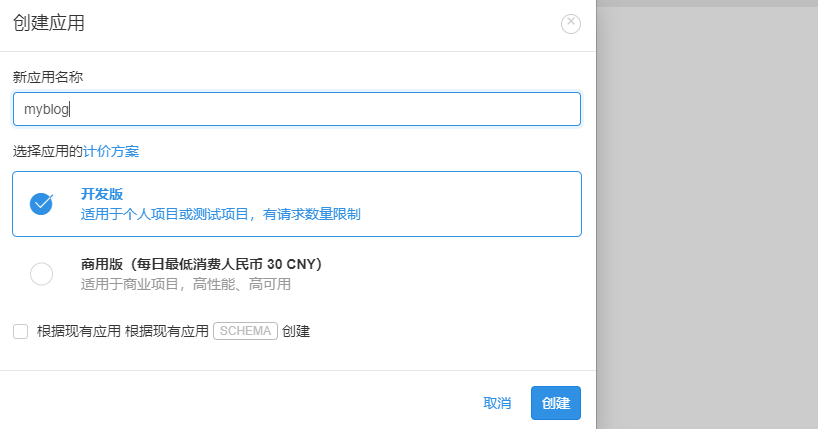 创建应用
新应用名称
myblog
选择应用的计价方案
开发版
适用于个人项目或测试项目，有请求数量限制
商用版（每日最低消费人民币 30 CNY）
适用于商业项目，高性能、高可用
根据现有应用 根据现有应用 SCHEMA 创建
取消 创建